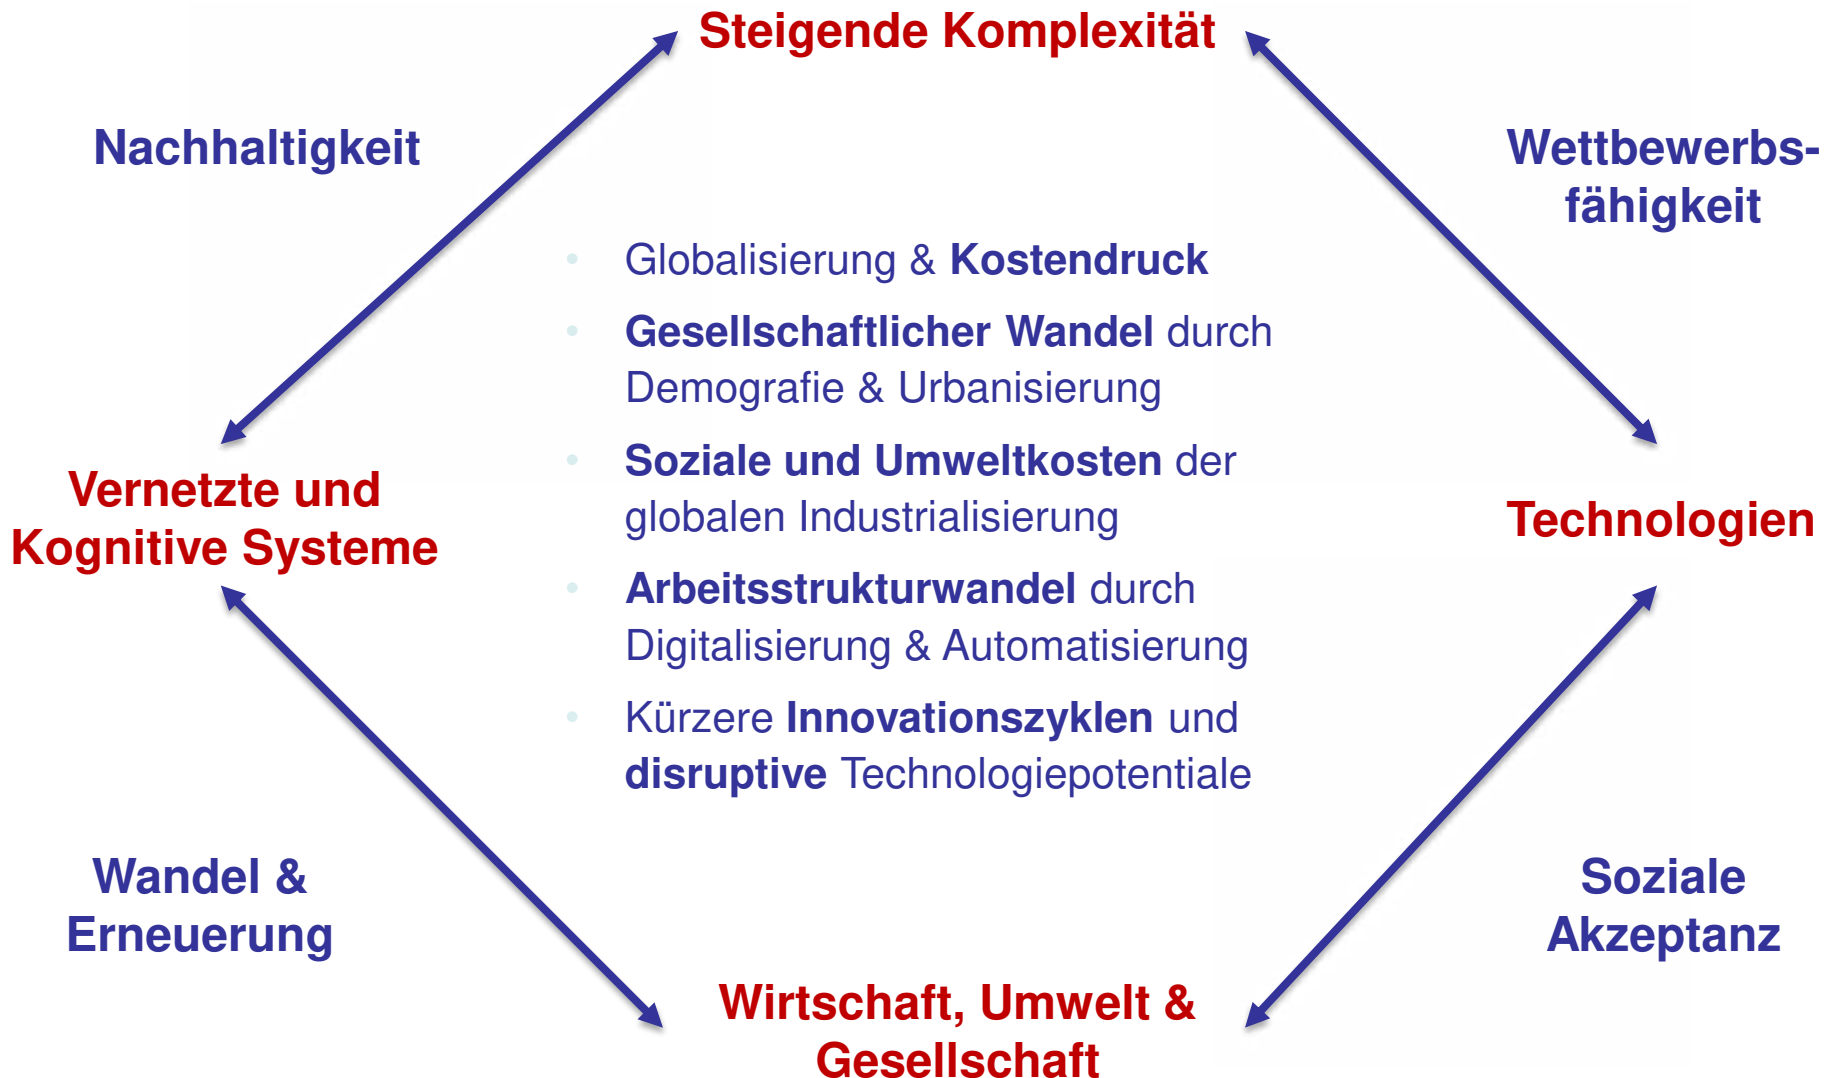 Steigende Komplexität
Nachhaltigkeit
Wettbewerbs-
fähigkeit
• Globalisierung & Kostendruck
• Gesellschaftlicher Wandel durch
Demografie & Urbanisierung
• Soziale und Umweltkosten der
globalen Industrialisierung
• Arbeitsstrukturwandel durch
Digitalisierung & Automatisierung
• Kürzere Innovationszyklen und
disruptive Technologiepotentiale
Vernetzte und
Kognitive Systeme
Technologien
Wandel &
Erneuerung
Soziale
Akzeptanz
Wirtschaft, Umwelt &
Gesellschaft